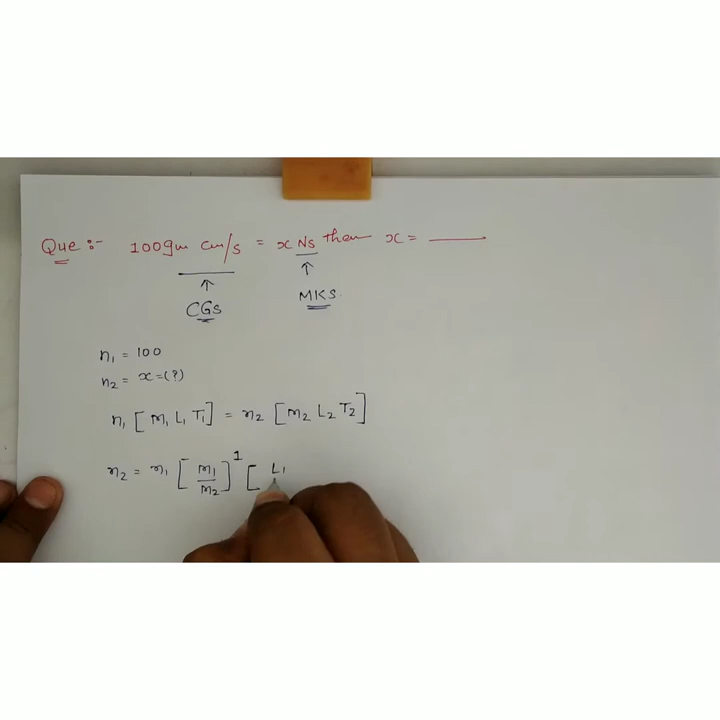 Que :- 100gm cm/s = x Ns then x = ———
↑ ↑
CGS MKS
n₁ = 100
n₂ = x = (?)
n₁ [M₁ L₁ T₁] = n₂ [M₂ L₂ T₂]
n₂ = n₁ [M₁/M₂]¹ [L₁